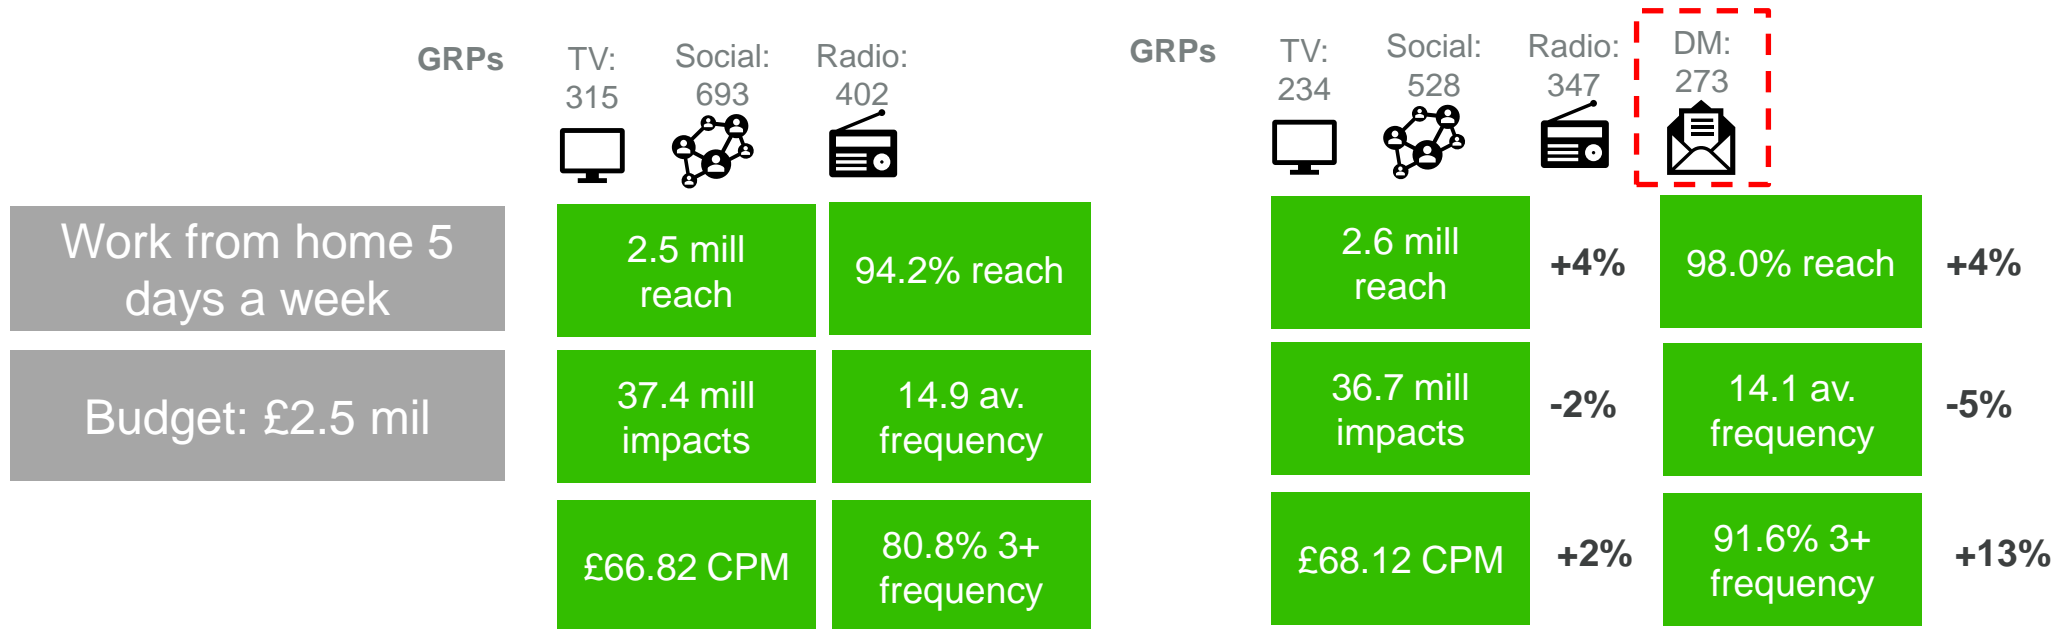 GRPs
TV:
315
Social:
693
Radio:
402
GRPs
TV:
234
Social:
528
Radio:
347
DM:
273
Work from home 5
days a week
2.5 mill
reach
94.2% reach
2.6 mill
reach
+4%
98.0% reach
+4%
Budget: £2.5 mil
37.4 mill
impacts
14.9 av.
frequency
36.7 mill
impacts
-2%
14.1 av.
frequency
-5%
£66.82 CPM
80.8% 3+
frequency
£68.12 CPM
+2%
91.6% 3+
frequency
+13%